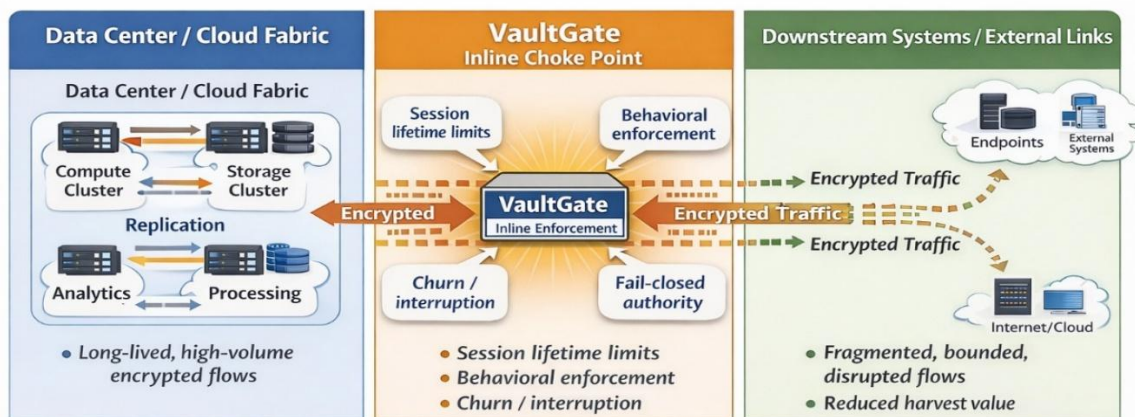 Data Center / Cloud Fabric
Data Center / Cloud Fabric
Compute
Cluster
Storage
Cluster
Replication
Analytics
Processing
• Long-lived, high-volume
encrypted flows
VaultGate
Inline Choke Point
Session
lifetime limits
Behavioral
enforcement
Encrypted
VaultGate
Inline Enforcement
Encrypted Traffic
Churn /
interruption
Fail-closed
authority
• Session lifetime limits
• Behavioral enforcement
• Churn / interruption
Downstream Systems / External Links
Endpoints
External
Systems
Encrypted Traffic
Encrypted Traffic
Internet/Cloud
• Fragmented, bounded,
disrupted flows
• Reduced harvest value